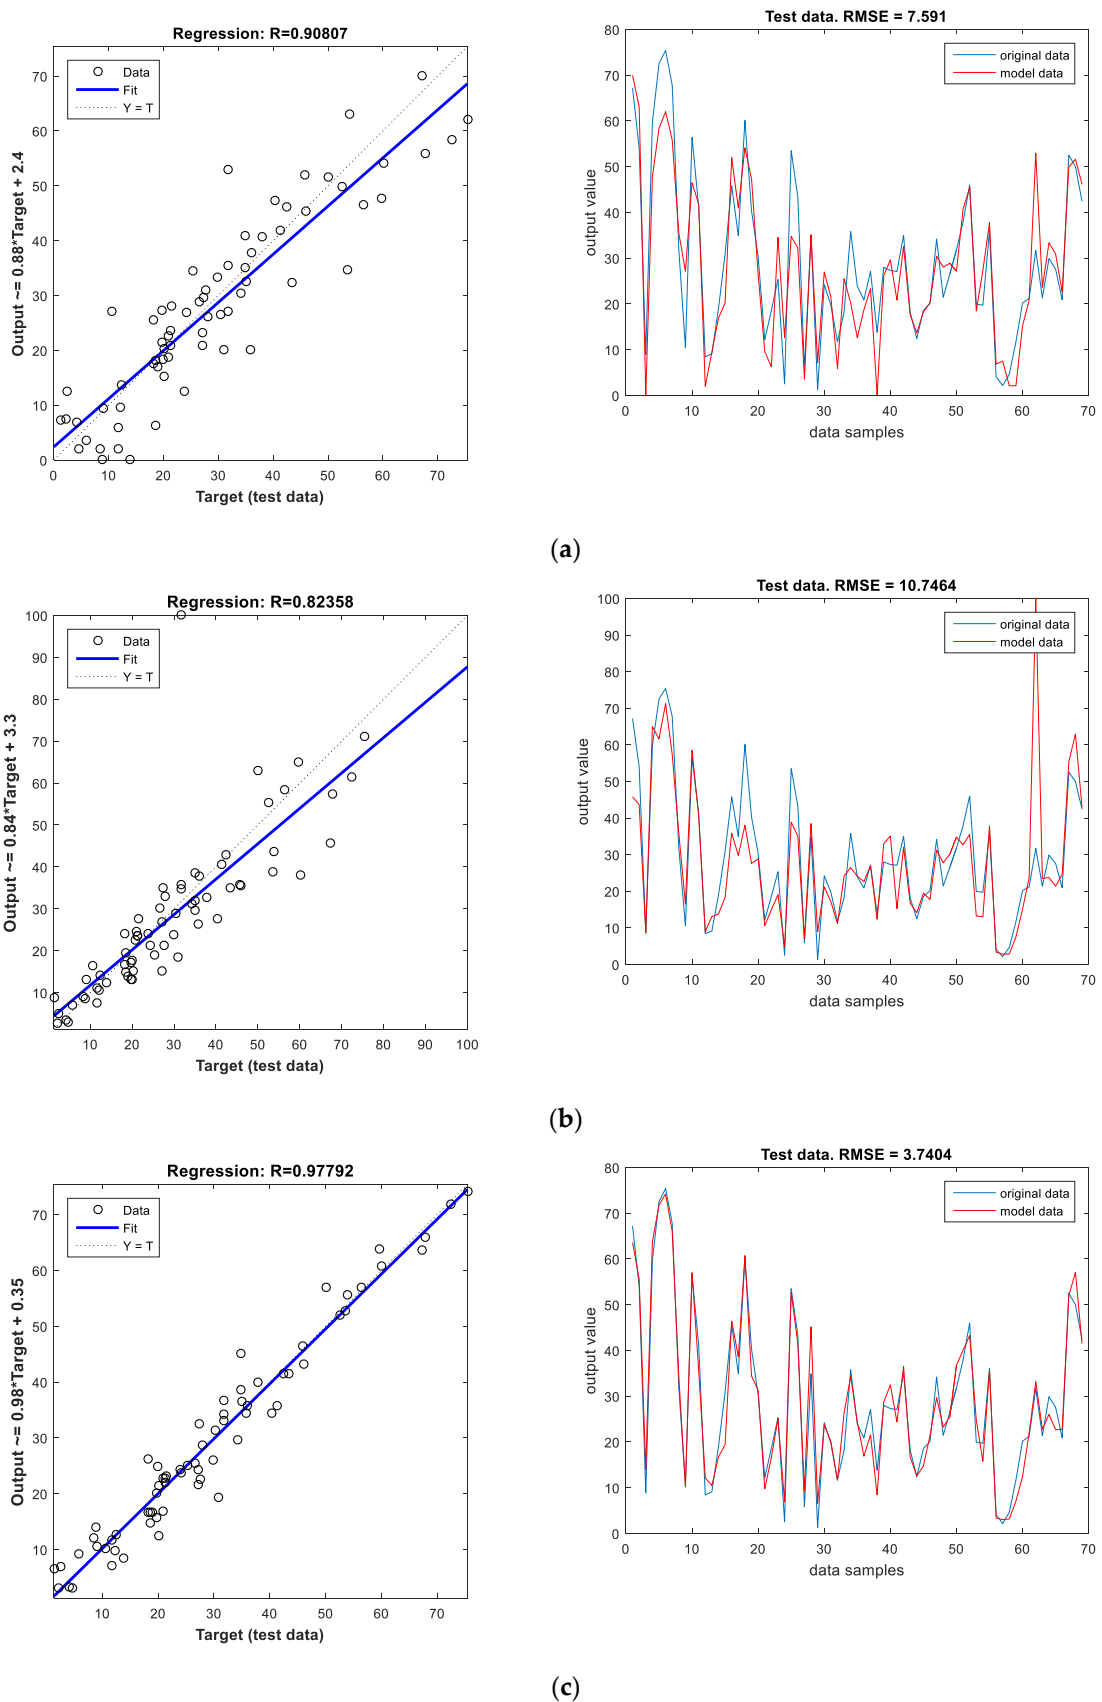 Regression: R=0.90807
Data
Fit
Y = T
Output ~= 0.88*Target + 2.4
70
60
50
40
30
20
10
0
0 10 20 30 40 50 60 70
Target (test data)
Test data. RMSE = 7.591
original data
model data
output value
80
70
60
50
40
30
20
10
0
0 10 20 30 40 50 60 70
data samples
(a)
Regression: R=0.82358
Data
Fit
Y = T
Output ~= 0.84*Target + 3.3
100
90
80
70
60
50
40
30
20
10
10 20 30 40 50 60 70 80 90 100
Target (test data)
Test data. RMSE = 10.7464
original data
model data
output value
100
90
80
70
60
50
40
30
20
10
0
0 10 20 30 40 50 60 70
data samples
(b)
Regression: R=0.97792
Data
Fit
Y = T
Output ~= 0.98*Target + 0.35
70
60
50
40
30
20
10
10 20 30 40 50 60 70
Target (test data)
Test data. RMSE = 3.7404
original data
model data
output value
80
70
60
50
40
30
20
10
0
0 10 20 30 40 50 60 70
data samples
(c)